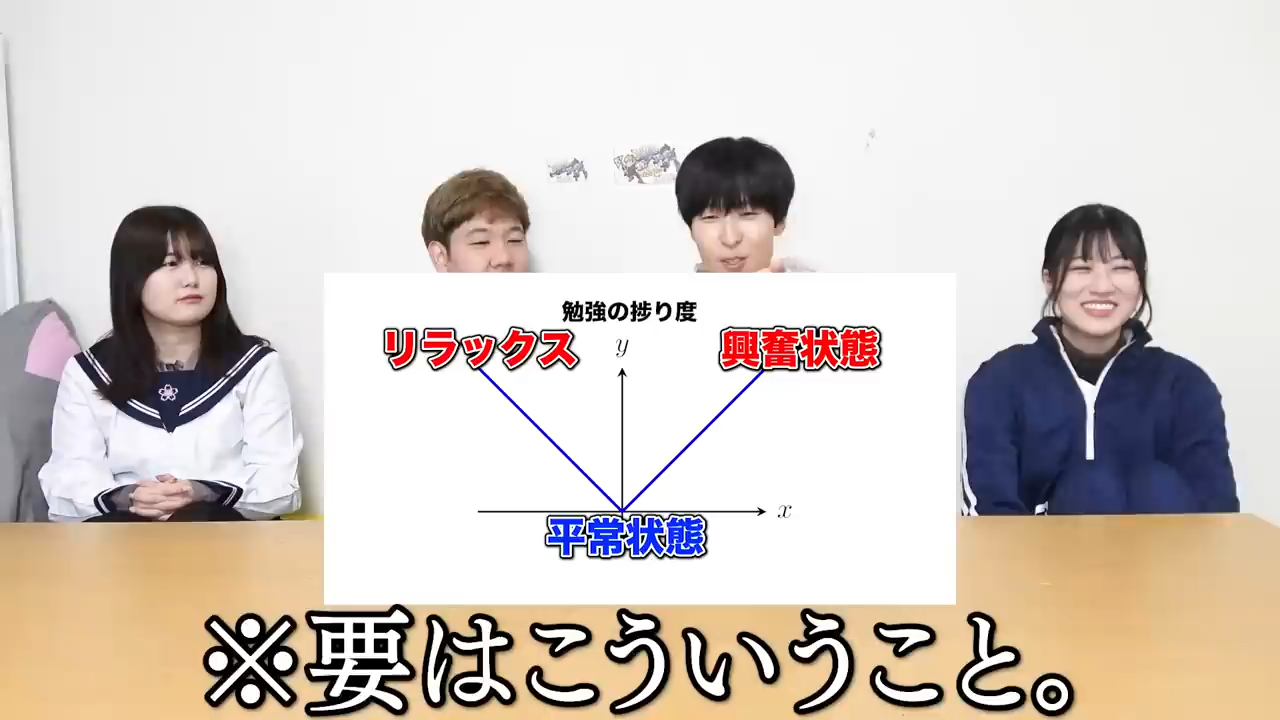 勉強の捗り度
リラックス
y
興奮状態
x
平常状態
※要はこういうこと。